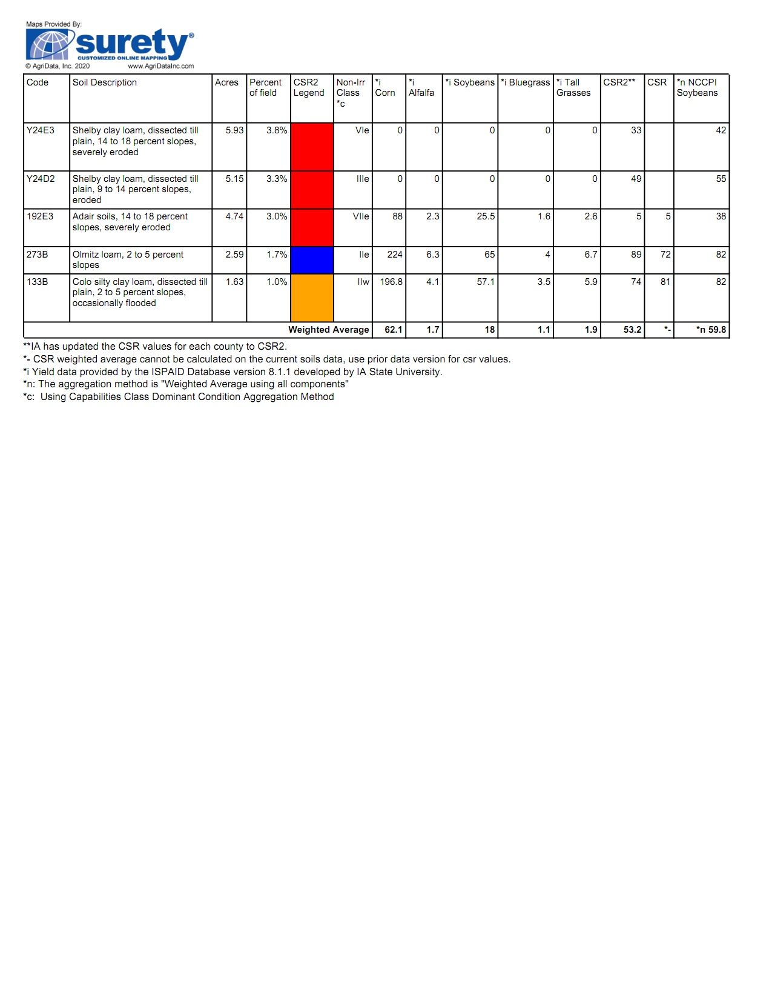 Maps Provided By:
surety®
CUSTOMIZED ONLINE MAPPING
© AgriData, Inc. 2020 www.AgriDataInc.com
Code Soil Description Acres Percent of field CSR2 Legend Non-Irr Class *c *i Corn *i Alfalfa *i Soybeans *i Bluegrass *i Tall Grasses CSR2** CSR *n NCCPI Soybeans
Y24E3 Shelby clay loam, dissected till plain, 14 to 18 percent slopes, severely eroded 5.93 3.8% VIe 0 0 0 0 0 33 42
Y24D2 Shelby clay loam, dissected till plain, 9 to 14 percent slopes, eroded 5.15 3.3% IIIe 0 0 0 0 0 49 55
192E3 Adair soils, 14 to 18 percent slopes, severely eroded 4.74 3.0% VIIe 88 2.3 25.5 1.6 2.6 5 5 38
273B Olmitz loam, 2 to 5 percent slopes 2.59 1.7% IIe 224 6.3 65 4 6.7 89 72 82
133B Colo silty clay loam, dissected till plain, 2 to 5 percent slopes, occasionally flooded 1.63 1.0% IIw 196.8 4.1 57.1 3.5 5.9 74 81 82
Weighted Average 62.1 1.7 18 1.1 1.9 53.2 *- *n 59.8
**IA has updated the CSR values for each county to CSR2.
*- CSR weighted average cannot be calculated on the current soils data, use prior data version for csr values.
*i Yield data provided by the ISPAID Database version 8.1.1 developed by IA State University.
*n: The aggregation method is "Weighted Average using all components"
*c: Using Capabilities Class Dominant Condition Aggregation Method